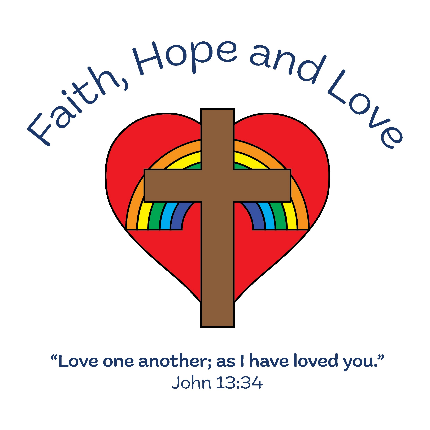 Faith, Hope and Love
“Love one another; as I have loved you.”
John 13:34